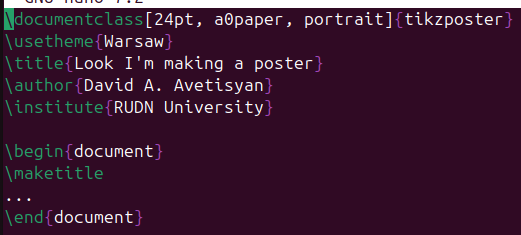 \documentclass[24pt, a0paper, portrait]{tikzposter}
\usetheme{Warsaw}
\title{Look I'm making a poster}
\author{David A. Avetisyan}
\institute{RUDN University}
\begin{document}
\maketitle
...
\end{document}